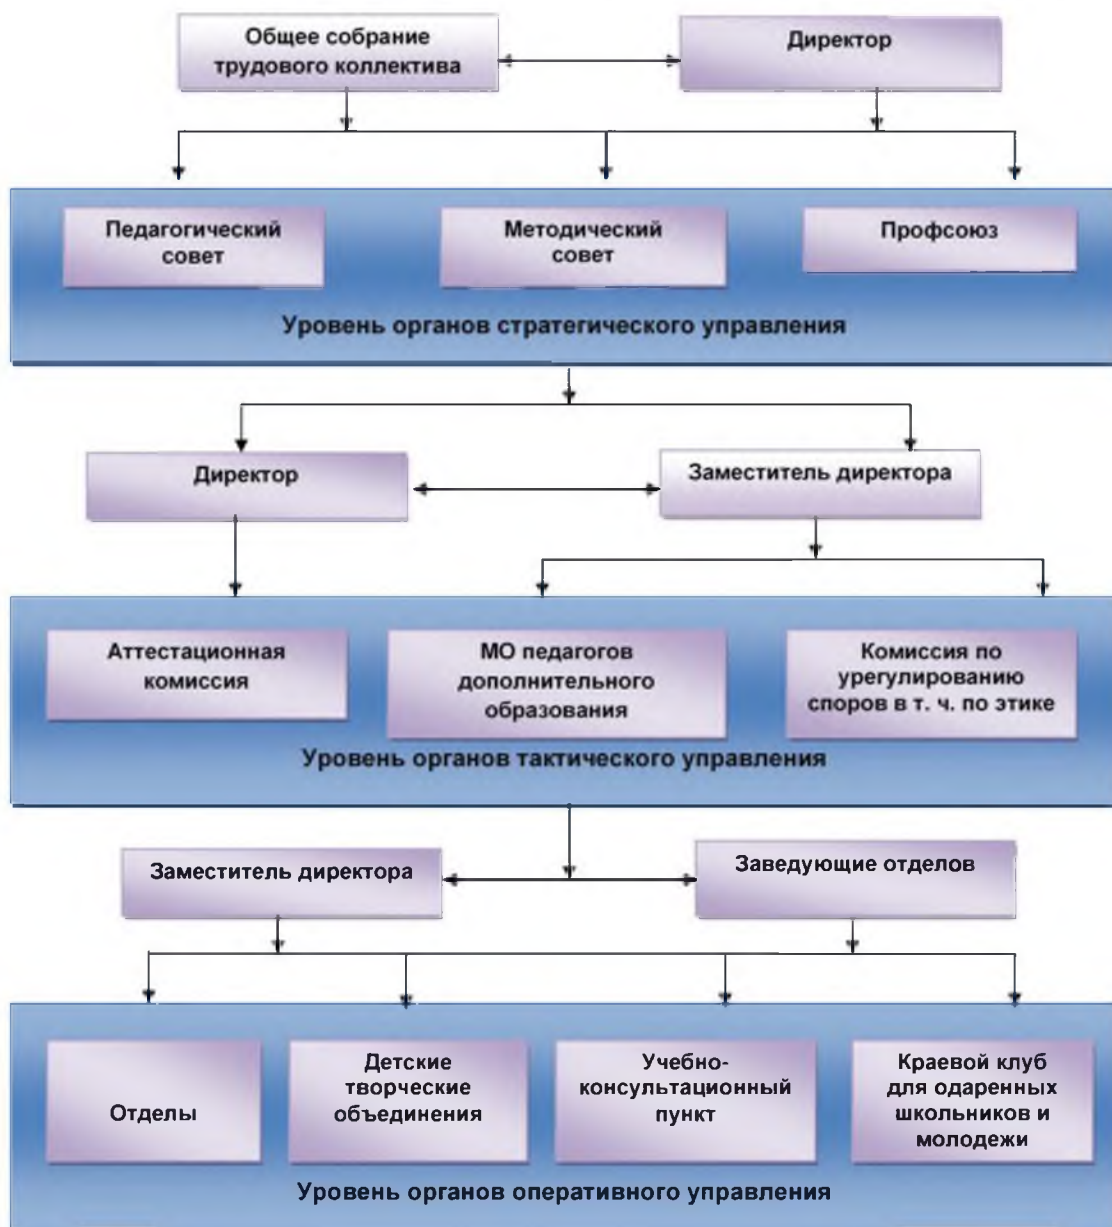 Общее собрание
трудового коллектива
Директор
Педагогический
совет
Методический
совет
Профсоюз
Уровень органов стратегического управления
Директор
Заместитель директора
Аттестационная
комиссия
МО педагогов
дополнительного
образования
Комиссия по
урегулированию
споров в т. ч. по этике
Уровень органов тактического управления
Заместитель директора
Заведующие отделов
Отделы
Детские
творческие
объединения
Учебно-
консультационный
пункт
Краевой клуб
для одаренных
школьников и
молодежи
Уровень органов оперативного управления